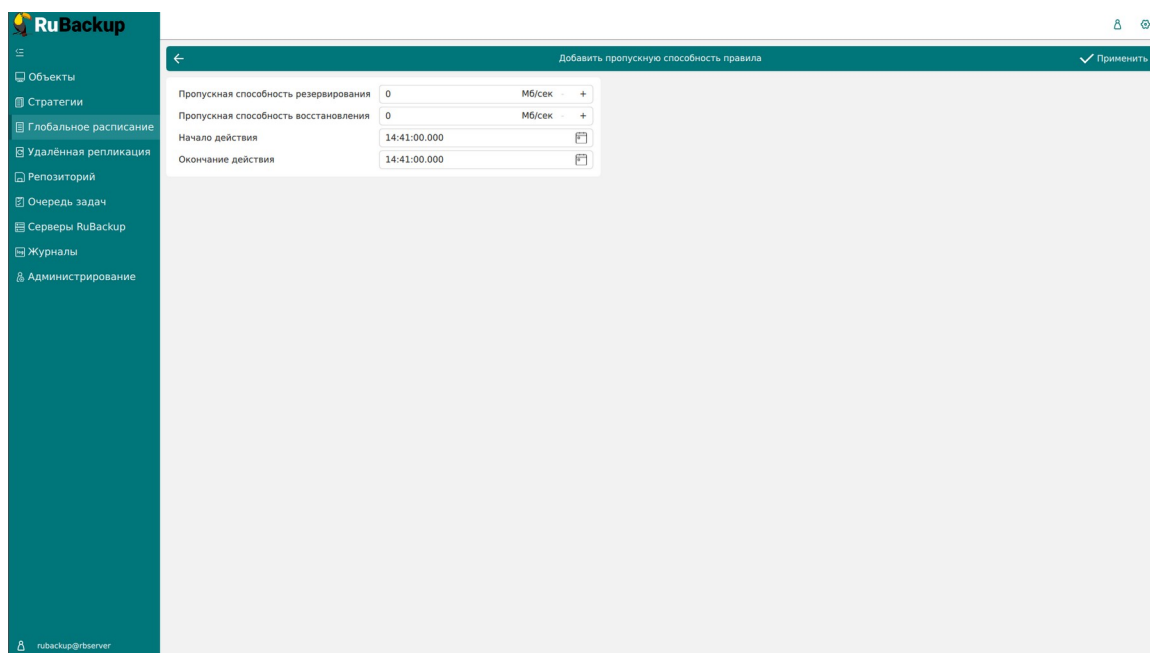 RuBackup
Добавить пропускную способность правила
Применить
Объекты
Стратегии
Глобальное расписание
Удалённая репликация
Репозиторий
Очередь задач
Серверы RuBackup
Журналы
Администрирование
Пропускная способность резервирования 0 Мб/сек - +
Пропускная способность восстановления 0 Мб/сек - +
Начало действия 14:41:00.000
Окончание действия 14:41:00.000
rubackup@rbserver